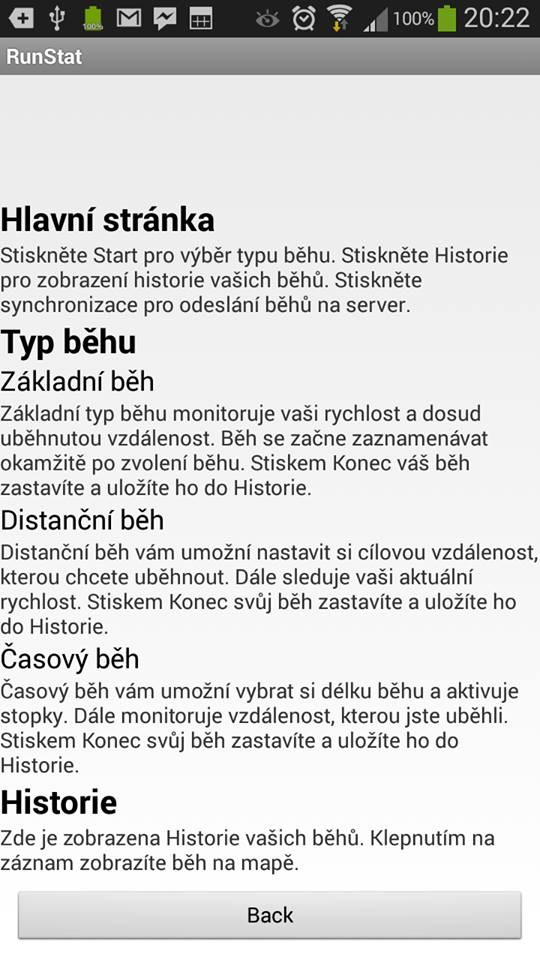 100%
100% 20:22
RunStat
Hlavní stránka
Stiskněte Start pro výběr typu běhu. Stiskněte Historie
pro zobrazení historie vašich běhů. Stiskněte
synchronizace pro odeslání běhů na server.
Typ běhu
Základní běh
Základní typ běhu monitoruje vaši rychlost a dosud
uběhnutou vzdálenost. Běh se začne zaznamenávat
okamžitě po zvolení běhu. Stiskem Konec váš běh
zastavíte a uložíte ho do Historie.
Distanční běh
Distanční běh vám umožní nastavit si cílovou vzdálenost,
kterou chcete uběhnout. Dále sleduje vaši aktuální
rychlost. Stiskem Konec svůj běh zastavíte a uložíte ho
do Historie.
Časový běh
Časový běh vám umožní vybrat si délku běhu a aktivuje
stopky. Dále monitoruje vzdálenost, kterou jste uběhli.
Stiskem Konec svůj běh zastavíte a uložíte ho do
Historie.
Historie
Zde je zobrazena Historie vašich běhů. Klepnutím na
záznam zobrazíte běh na mapě.
Back